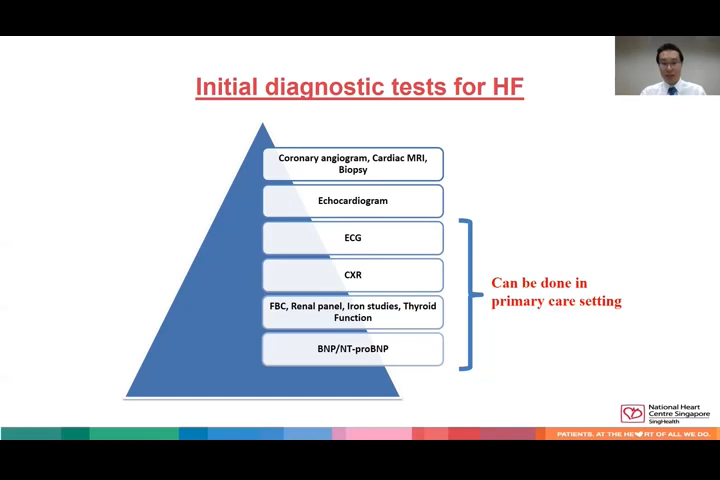 Initial diagnostic tests for HF
Coronary angiogram, Cardiac MRI,
Biopsy
Echocardiogram
ECG
CXR
FBC, Renal panel, Iron studies, Thyroid
Function
BNP/NT-proBNP
Can be done in
primary care setting
National Heart
Centre Singapore
SingHealth
PATIENTS. AT THE HE RT OF ALL WE DO.